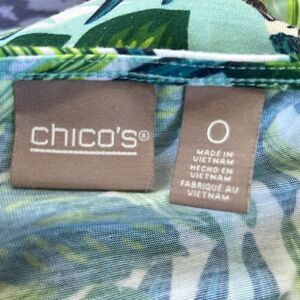 chico's®
0
MADE IN
VIETNAM
HECHO EN
VIETNAM
FABRIQUÉ AU
VIETNAM